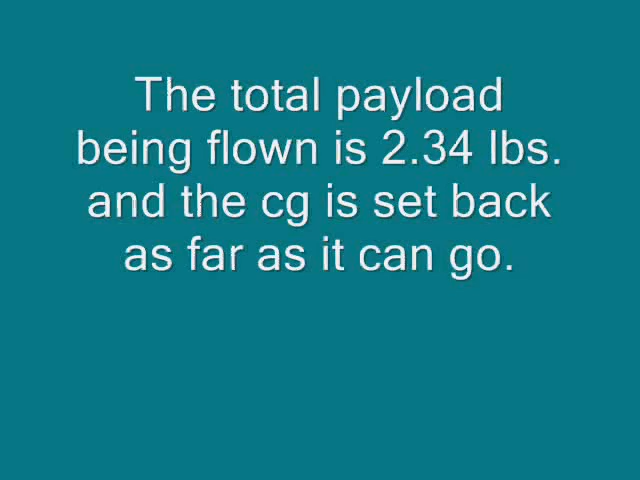 The total payload
being flown is 2.34 lbs.
and the cg is set back
as far as it can go.